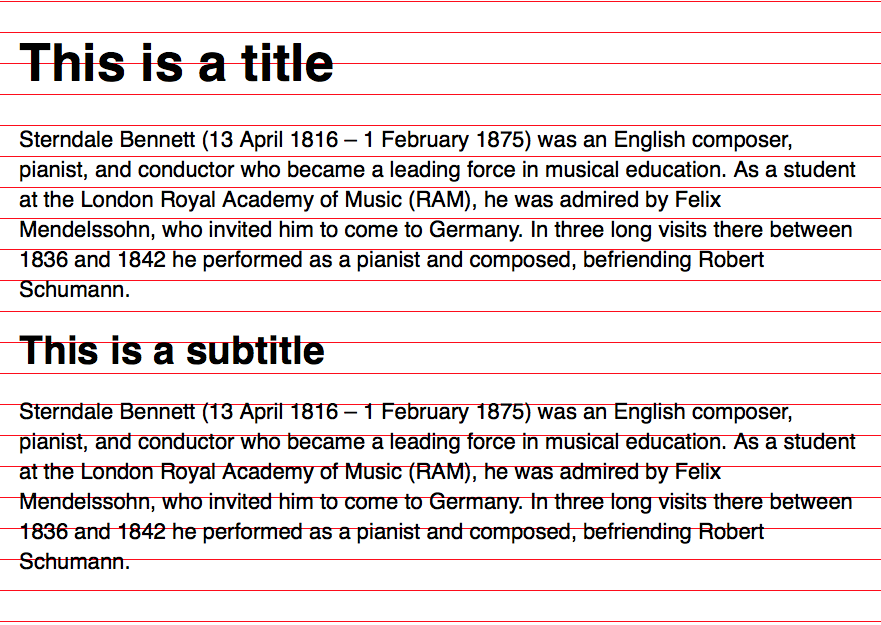 This is a title
Sterndale Bennett (13 April 1816 – 1 February 1875) was an English composer,
pianist, and conductor who became a leading force in musical education. As a student
at the London Royal Academy of Music (RAM), he was admired by Felix
Mendelssohn, who invited him to come to Germany. In three long visits there between
1836 and 1842 he performed as a pianist and composed, befriending Robert
Schumann.
This is a subtitle
Sterndale Bennett (13 April 1816 – 1 February 1875) was an English composer,
pianist, and conductor who became a leading force in musical education. As a student
at the London Royal Academy of Music (RAM), he was admired by Felix
Mendelssohn, who invited him to come to Germany. In three long visits there between
1836 and 1842 he performed as a pianist and composed, befriending Robert
Schumann.